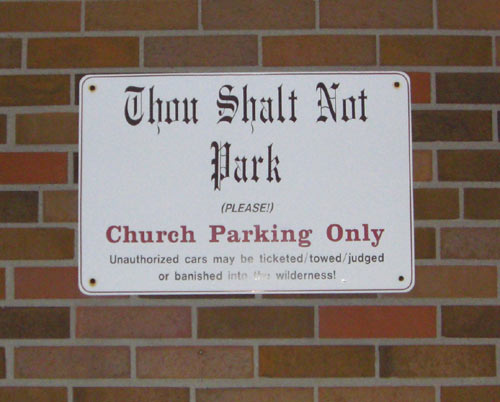 Thou Shalt Not
Park
(PLEASE!)
Church Parking Only
Unauthorized cars may be ticketed/towed/judged
or banished into the wilderness!